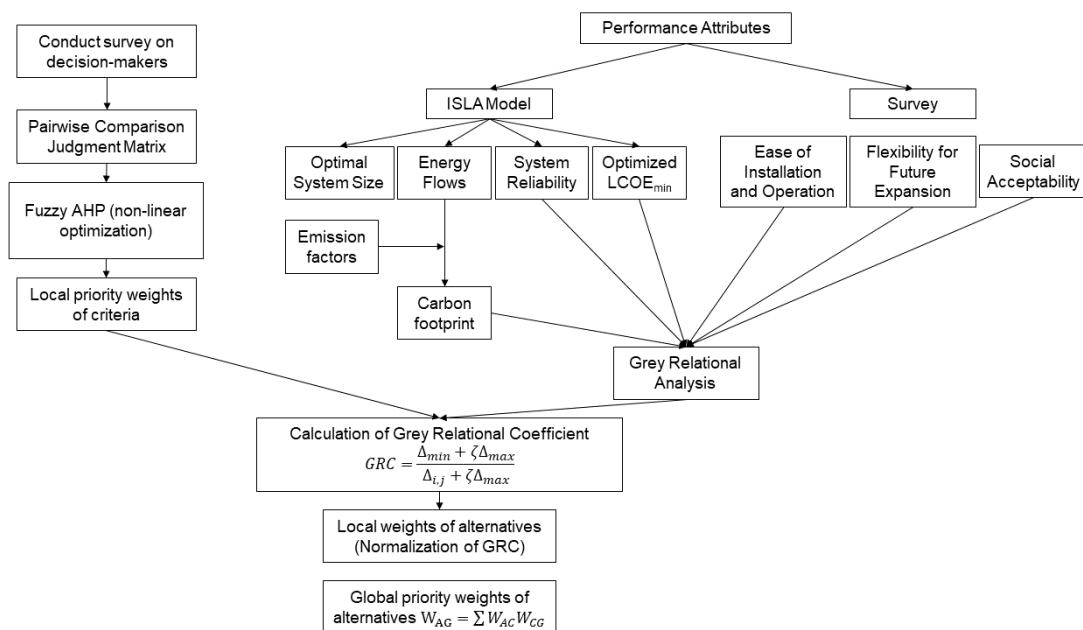 Conduct survey on
decision-makers
Pairwise Comparison
Judgment Matrix
Fuzzy AHP (non-linear
optimization)
Local priority weights
of criteria
Performance Attributes
ISLA Model
Survey
Optimal
System Size
Energy
Flows
System
Reliability
Optimized
LCOEmin
Ease of
Installation
and Operation
Flexibility for
Future
Expansion
Social
Acceptability
Emission
factors
Carbon
footprint
Grey Relational
Analysis
Calculation of Grey Relational Coefficient
GRC = (Δmin + ζΔmax) / (Δi,j + ζΔmax)
Local weights of alternatives
(Normalization of GRC)
Global priority weights of
alternatives WAG = ∑ WAC WCG